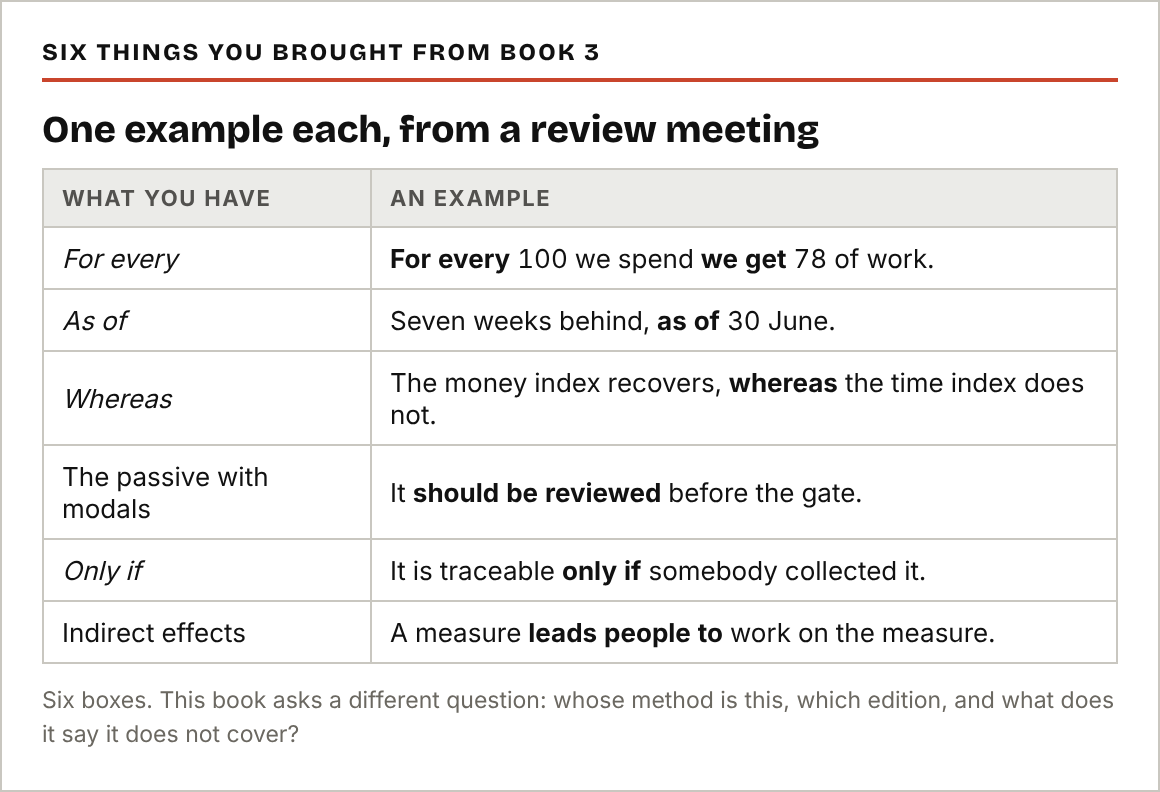 SIX THINGS YOU BROUGHT FROM BOOK 3
One example each, from a review meeting
WHAT YOU HAVE
AN EXAMPLE
For every
For every 100 we spend we get 78 of work.
As of
Seven weeks behind, as of 30 June.
Whereas
The money index recovers, whereas the time index does
not.
The passive with
modals
It should be reviewed before the gate.
Only if
It is traceable only if somebody collected it.
Indirect effects
A measure leads people to work on the measure.
Six boxes. This book asks a different question: whose method is this, which edition, and what does
it say it does not cover?